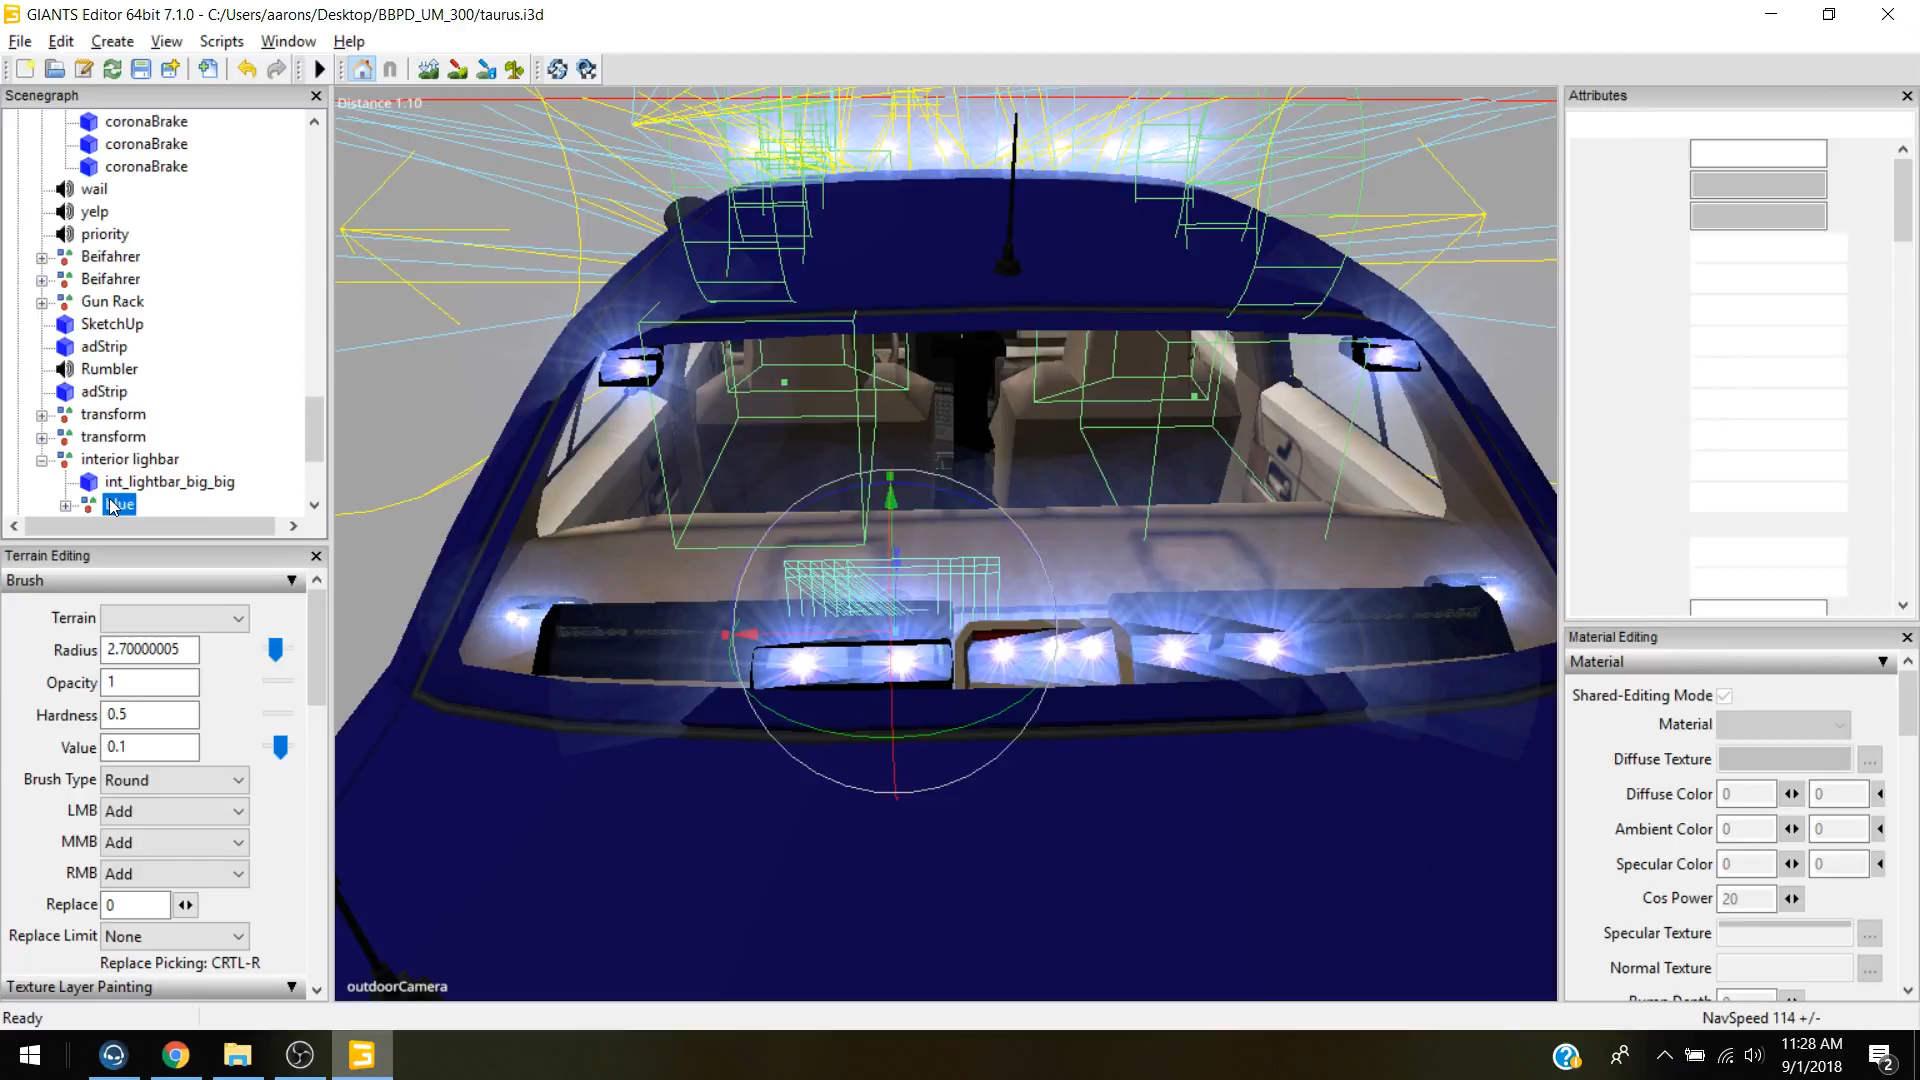 GIANTS Editor 64bit 7.1.0 - C:/Users/aarons/Desktop/BBPD_UM_300/taurus.i3d
File Edit Create View Scripts Window Help
Scenegraph
coronaBrake
coronaBrake
coronaBrake
wail
yelp
priority
Beifahrer
Beifahrer
Gun Rack
SketchUp
adStrip
Rumbler
adStrip
transform
transform
interior lighbar
int_lightbar_big_big
Terrain Editing
Brush
Terrain
Radius 2.70000005
Opacity 1
Hardness 0.5
Value 0.1
Brush Type Round
LMB Add
MMB Add
RMB Add
Replace 0
Replace Limit None
Replace Picking: CRTL-R
Texture Layer Painting
Ready
Distance 1.10
outdoorCamera
Attributes
Material Editing
Material
Shared-Editing Mode
Material
Diffuse Texture ...
Diffuse Color 0 0
Ambient Color 0 0
Specular Color 0 0
Cos Power 20
Specular Texture ...
Normal Texture ...
NavSpeed 114 +/-
11:28 AM
9/1/2018
2